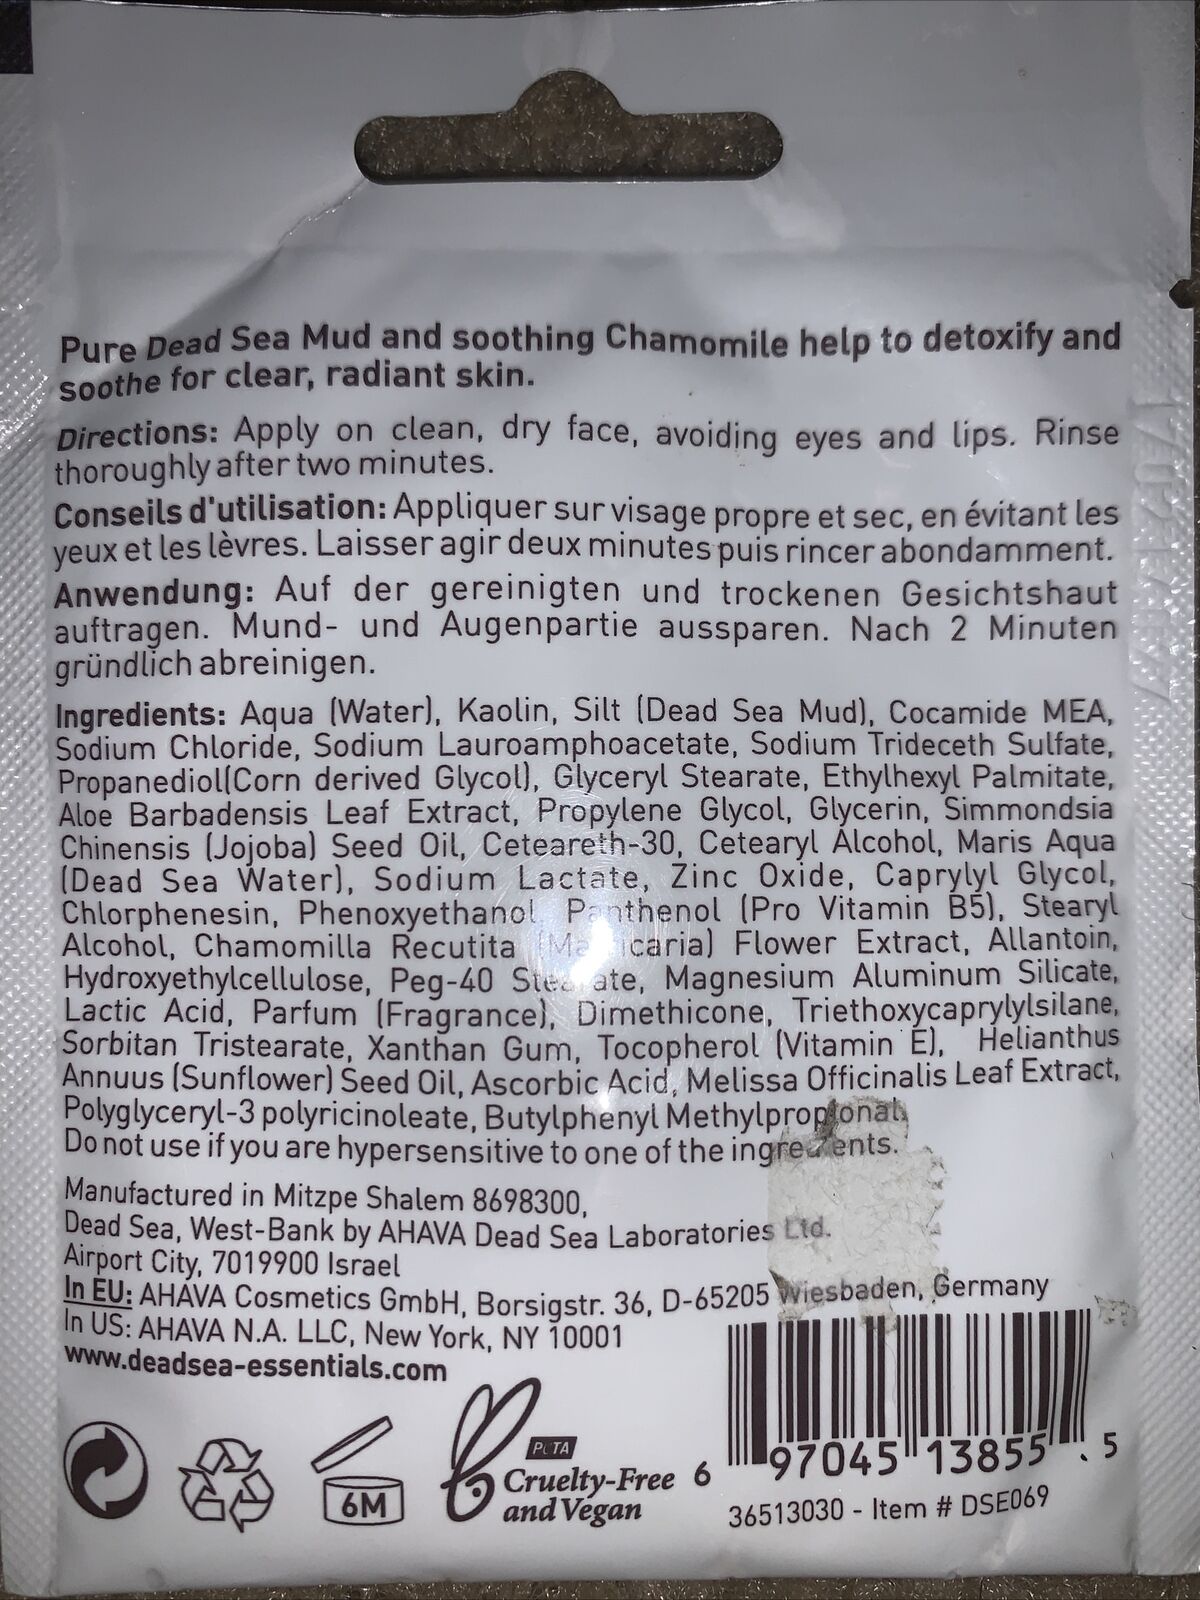 Pure Dead Sea Mud and soothing Chamomile help to detoxify and
soothe for clear, radiant skin.
Directions: Apply on clean, dry face, avoiding eyes and lips. Rinse
thoroughly after two minutes.
Conseils d'utilisation: Appliquer sur visage propre et sec, en évitant les
yeux et les lèvres. Laisser agir deux minutes puis rincer abondamment.
Anwendung: Auf der gereinigten und trockenen Gesichtshaut
auftragen. Mund- und Augenpartie aussparen. Nach 2 Minuten
gründlich abreinigen.
Ingredients: Aqua (Water), Kaolin, Silt (Dead Sea Mud), Cocamide MEA,
Sodium Chloride, Sodium Lauroamphoacetate, Sodium Trideceth Sulfate,
Propanediol(Corn derived Glycol), Glyceryl Stearate, Ethylhexyl Palmitate,
Aloe Barbadensis Leaf Extract, Propylene Glycol, Glycerin, Simmondsia
Chinensis (Jojoba) Seed Oil, Ceteareth-30, Cetearyl Alcohol, Maris Aqua
(Dead Sea Water), Sodium Lactate, Zinc Oxide, Caprylyl Glycol,
Chlorphenesin, Phenoxyethanol, Panthenol (Pro Vitamin B5), Stearyl
Alcohol, Chamomilla Recutita (Matricaria) Flower Extract, Allantoin,
Hydroxyethylcellulose, Peg-40 Stearate, Magnesium Aluminum Silicate,
Lactic Acid, Parfum (Fragrance), Dimethicone, Triethoxycaprylylsilane,
Sorbitan Tristearate, Xanthan Gum, Tocopherol (Vitamin E), Helianthus
Annuus (Sunflower) Seed Oil, Ascorbic Acid, Melissa Officinalis Leaf Extract,
Polyglyceryl-3 polyricinoleate, Butylphenyl Methylpropional.
Do not use if you are hypersensitive to one of the ingredients.
Manufactured in Mitzpe Shalem 8698300,
Dead Sea, West-Bank by AHAVA Dead Sea Laboratories Ltd.
Airport City, 7019900 Israel
In EU: AHAVA Cosmetics GmbH, Borsigstr. 36, D-65205 Wiesbaden, Germany
In US: AHAVA N.A. LLC, New York, NY 10001
www.deadsea-essentials.com
6M
PETA
Cruelty-Free
and Vegan
6 97045 13855 5
36513030 - Item # DSE069